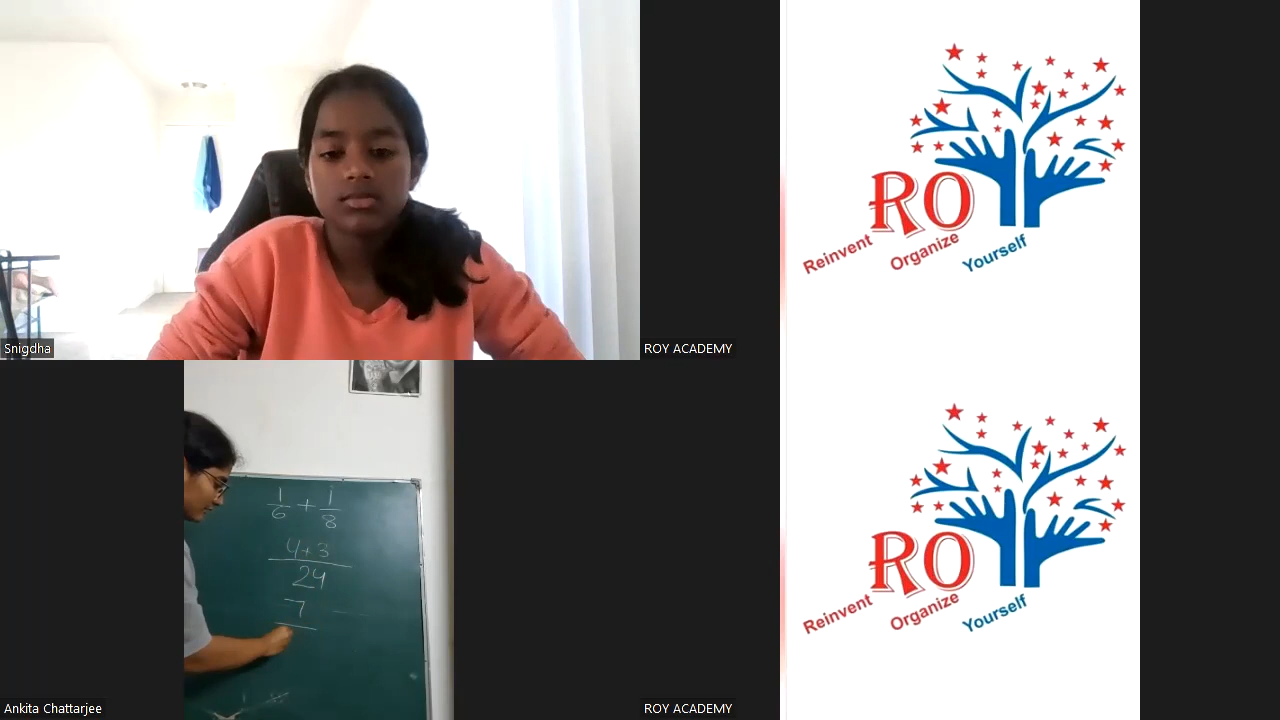 Snigdha
ROY ACADEMY
RO
Reinvent Organize Yourself
1/6 + 1/8
4+3
24
7
Ankita Chattarjee
ROY ACADEMY
RO
Reinvent Organize Yourself